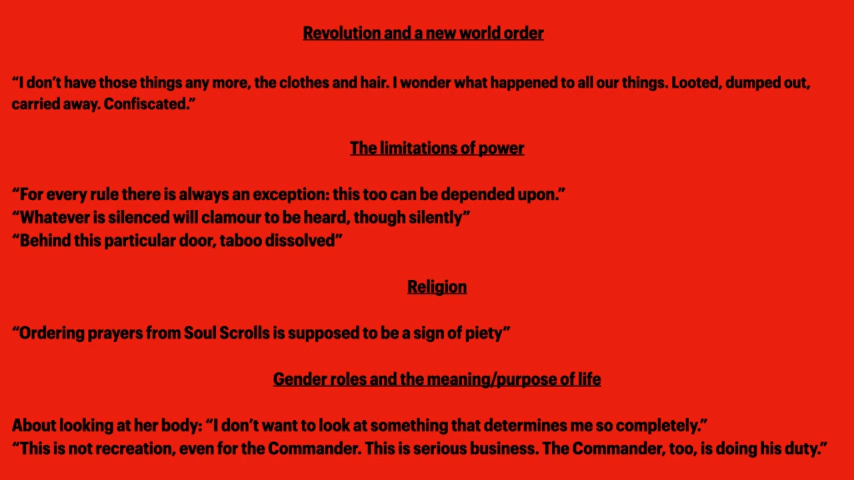 Revolution and a new world order
“I don’t have those things any more, the clothes and hair. I wonder what happened to all our things. Looted, dumped out,
carried away. Confiscated.”
The limitations of power
“For every rule there is always an exception: this too can be depended upon.”
“Whatever is silenced will clamour to be heard, though silently”
“Behind this particular door, taboo dissolved”
Religion
“Ordering prayers from Soul Scrolls is supposed to be a sign of piety”
Gender roles and the meaning/purpose of life
About looking at her body: “I don’t want to look at something that determines me so completely.”
“This is not recreation, even for the Commander. This is serious business. The Commander, too, is doing his duty.”